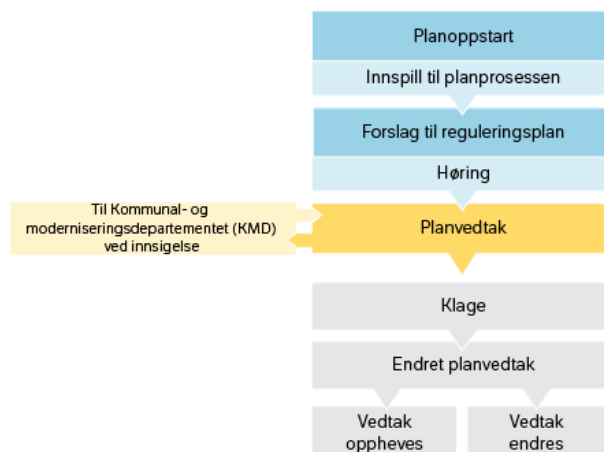 Planoppstart
Innspill til planprosessen
Forslag til reguleringsplan
Høring
Til Kommunal- og
moderniseringsdepartementet (KMD)
ved innsigelse
Planvedtak
Klage
Endret planvedtak
Vedtak
oppheves
Vedtak
endres